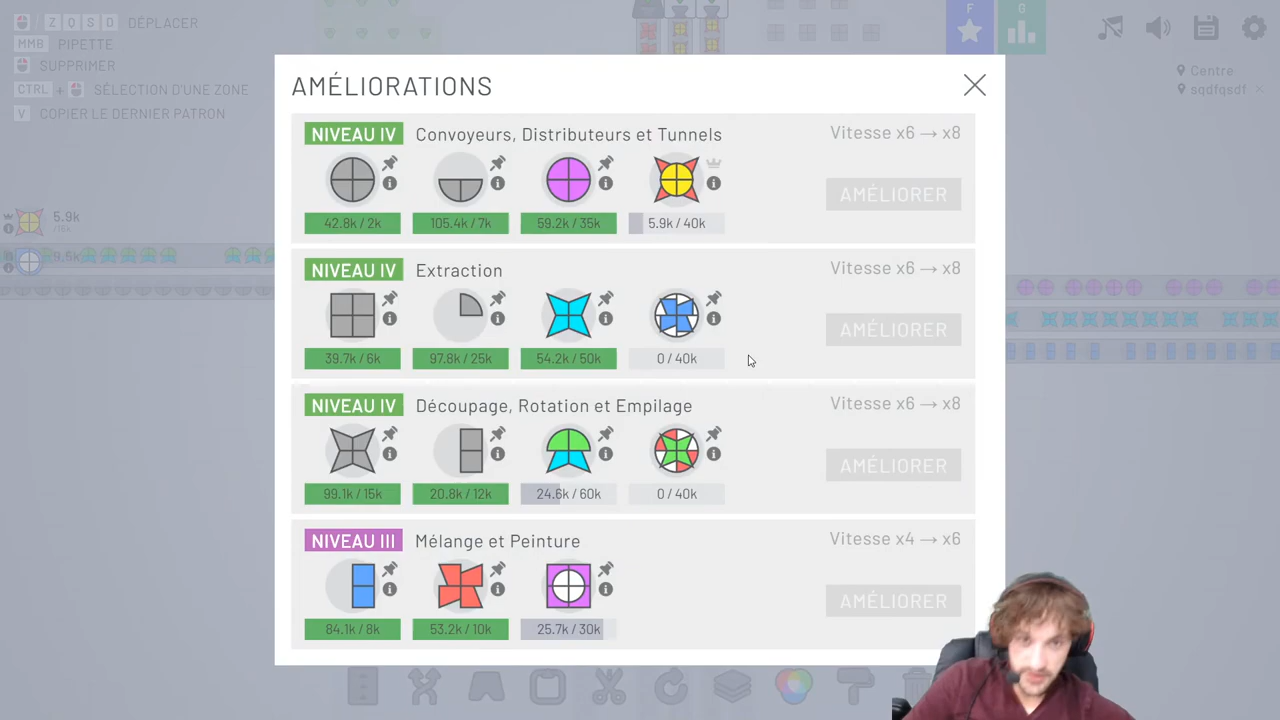 Z Q S D DÉPLACER
MMB PIPETTE
SUPPRIMER
CTRL + SÉLECTION D'UNE ZONE
V COPIER LE DERNIER PATRON
F
G
Centre
sqdfqsdf
5.9k
9.5k
AMÉLIORATIONS
NIVEAU IV Convoyeurs, Distributeurs et Tunnels Vitesse x6 → x8
AMÉLIORER
42.8k / 2k 105.4k / 7k 59.2k / 35k 5.9k / 40k
NIVEAU IV Extraction Vitesse x6 → x8
AMÉLIORER
39.7k / 6k 97.8k / 25k 54.2k / 50k 0 / 40k
NIVEAU IV Découpage, Rotation et Empilage Vitesse x6 → x8
AMÉLIORER
99.1k / 15k 20.8k / 12k 24.6k / 60k 0 / 40k
NIVEAU III Mélange et Peinture Vitesse x4 → x6
AMÉLIORER
84.1k / 8k 53.2k / 10k 25.7k / 30k